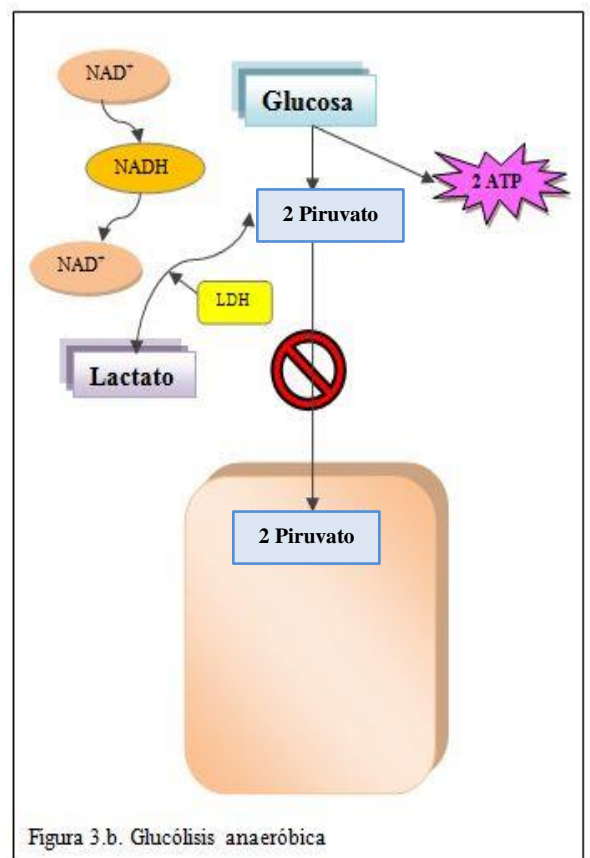 NAD+
Glucosa
NADH
2 ATP
2 Piruvato
NAD+
LDH
Lactato
2 Piruvato
Figura 3.b. Glucólisis anaeróbica